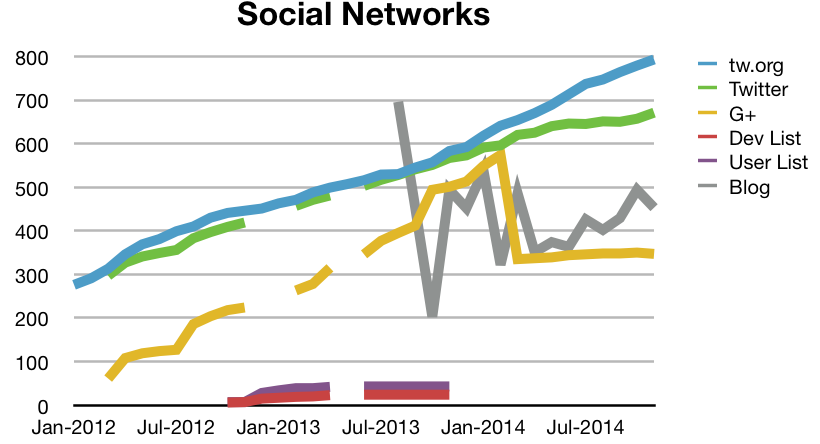 Social Networks
800
700
600
500
400
300
200
100
0
Jan-2012 Jul-2012 Jan-2013 Jul-2013 Jan-2014 Jul-2014
tw.org
Twitter
G+
Dev List
User List
Blog